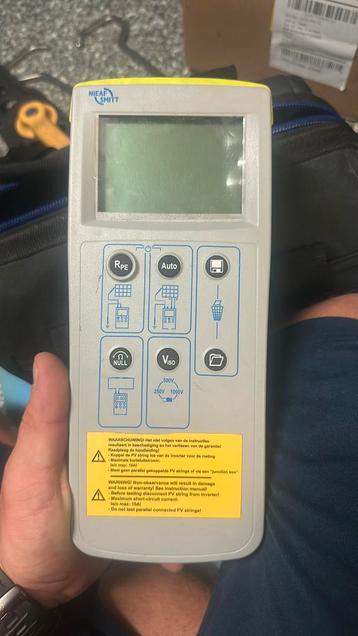 NIEAF
SMITT
RPE
Auto
Ω
NULL
VISO
500V
250V 1000V
WAARSCHUWING! Het niet volgen van de instructies
resulteert in beschadiging en het verliezen van de garantie!
Raadpleeg de handleiding!
- Koppel de PV string los van de inverter voor de meting
- Maximale kortsluitstroom:
Isc max: 15A!
- Meet geen parallel gekoppelde PV strings of via een "junction box"
WARNING! Non-observance will result in damage
and loss of warranty! See instruction manual!
- Before testing disconnect PV string from inverter!
- Maximum short-circuit current:
Isc max: 15A!
- Do not test parallel connected PV strings!